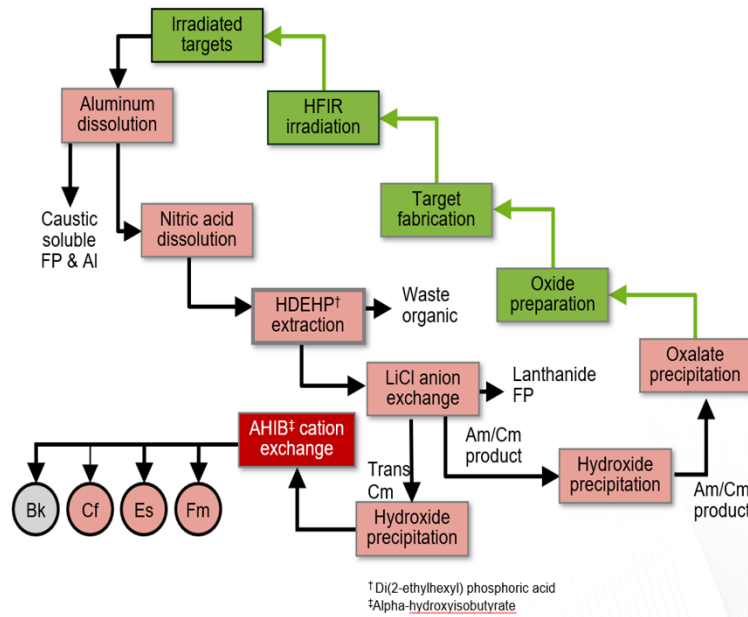 Irradiated
targets
Aluminum
dissolution
HFIR
irradiation
Caustic
soluble
FP & Al
Nitric acid
dissolution
Target
fabrication
HDEHP†
extraction
Waste
organic
Oxide
preparation
LiCl anion
exchange
Lanthanide
FP
Oxalate
precipitation
AHIB‡ cation
exchange
Trans
Cm
Am/Cm
product
Hydroxide
precipitation
Am/Cm
product
Bk
Cf
Es
Fm
Hydroxide
precipitation
†Di(2-ethylhexyl) phosphoric acid
‡Alpha-hydroxyisobutyrate